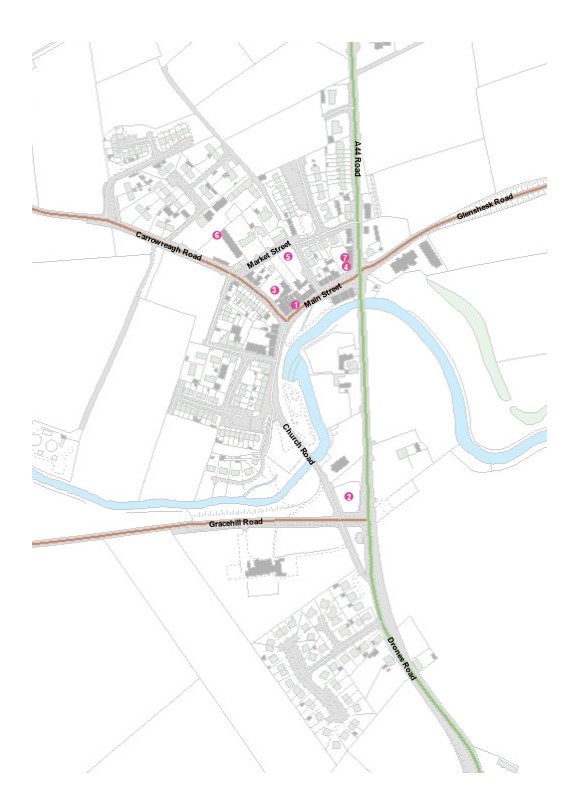 A44 Road
Glenshesk Road
Carrowreagh Road
6
Market Street
5
7
4
3
1
Main Street
Church Road
2
Gracehill Road
Drones Road